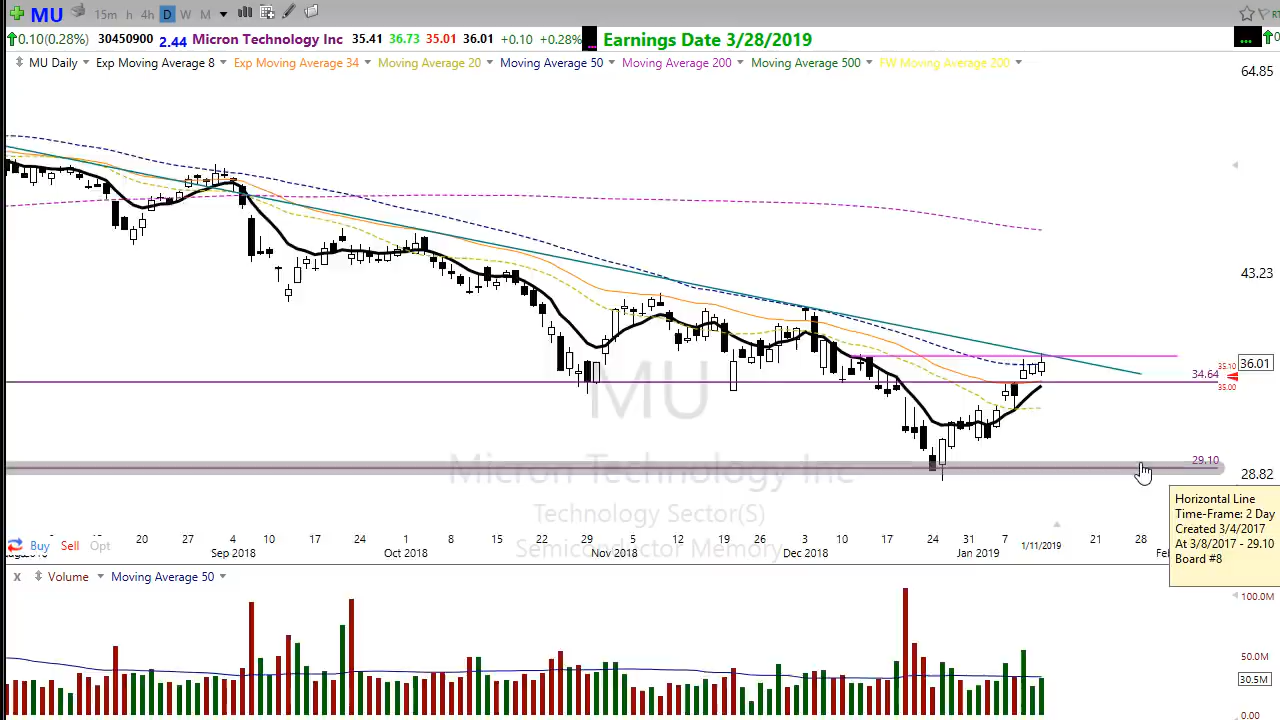 MU 15m h 4h D W M
0.10(0.28%) 30450900 2.44 Micron Technology Inc 35.41 36.73 35.01 36.01 +0.10 +0.28% ... Earnings Date 3/28/2019 ...
MU Daily Exp Moving Average 8 Exp Moving Average 34 Moving Average 20 Moving Average 50 Moving Average 200 Moving Average 500 FW Moving Average 200
64.85
43.23
36.01
35.10
34.64
35.00
MU
29.10
Micron Technology Inc
28.82
Technology Sector(S)
Semiconductor Memory
Horizontal Line
Time-Frame: 2 Day
Created 3/4/2017
At 3/8/2017 - 29.10
Board #8
20 27 4 10 17 24 1 8 15 22 29 5 12 19 26 3 10 17 24 31 7 21 28
Sep 2018 Oct 2018 Nov 2018 Dec 2018 Jan 2019 1/11/2019
Buy Sell Opt
x Volume Moving Average 50
100.0M
50.0M
30.5M
0.00